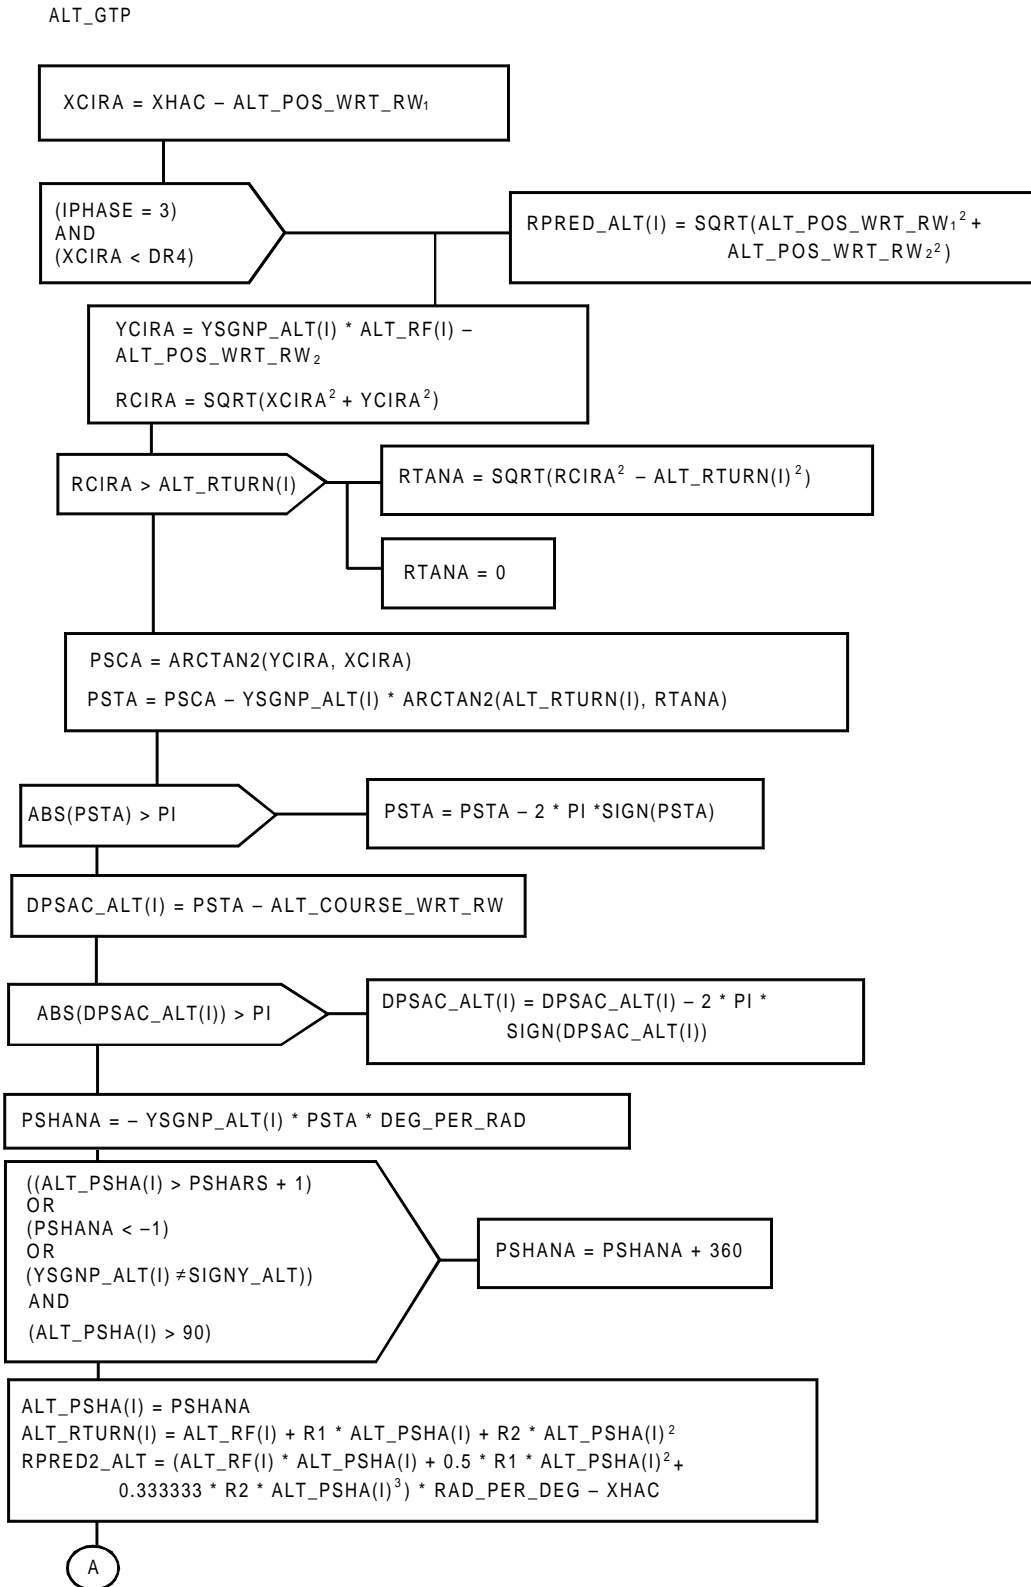 ALT_GTP
XCIRA = XHAC – ALT_POS_WRT_RW₁
(IPHASE = 3)
AND
(XCIRA < DR4)
RPRED_ALT(I) = SQRT(ALT_POS_WRT_RW₁² +
ALT_POS_WRT_RW₂²)
YCIRA = YSGNP_ALT(I) * ALT_RF(I) –
ALT_POS_WRT_RW₂
RCIRA = SQRT(XCIRA² + YCIRA²)
RCIRA > ALT_RTURN(I)
RTANA = SQRT(RCIRA² – ALT_RTURN(I)²)
RTANA = 0
PSCA = ARCTAN2(YCIRA, XCIRA)
PSTA = PSCA – YSGNP_ALT(I) * ARCTAN2(ALT_RTURN(I), RTANA)
ABS(PSTA) > PI
PSTA = PSTA – 2 * PI *SIGN(PSTA)
DPSAC_ALT(I) = PSTA – ALT_COURSE_WRT_RW
ABS(DPSAC_ALT(I)) > PI
DPSAC_ALT(I) = DPSAC_ALT(I) – 2 * PI *
SIGN(DPSAC_ALT(I))
PSHANA = – YSGNP_ALT(I) * PSTA * DEG_PER_RAD
((ALT_PSHA(I) > PSHARS + 1)
OR
(PSHANA < –1)
OR
(YSGNP_ALT(I) ≠SIGNY_ALT))
AND
(ALT_PSHA(I) > 90)
PSHANA = PSHANA + 360
ALT_PSHA(I) = PSHANA
ALT_RTURN(I) = ALT_RF(I) + R1 * ALT_PSHA(I) + R2 * ALT_PSHA(I)²
RPRED2_ALT = (ALT_RF(I) * ALT_PSHA(I) + 0.5 * R1 * ALT_PSHA(I)² +
0.333333 * R2 * ALT_PSHA(I)³) * RAD_PER_DEG – XHAC
A